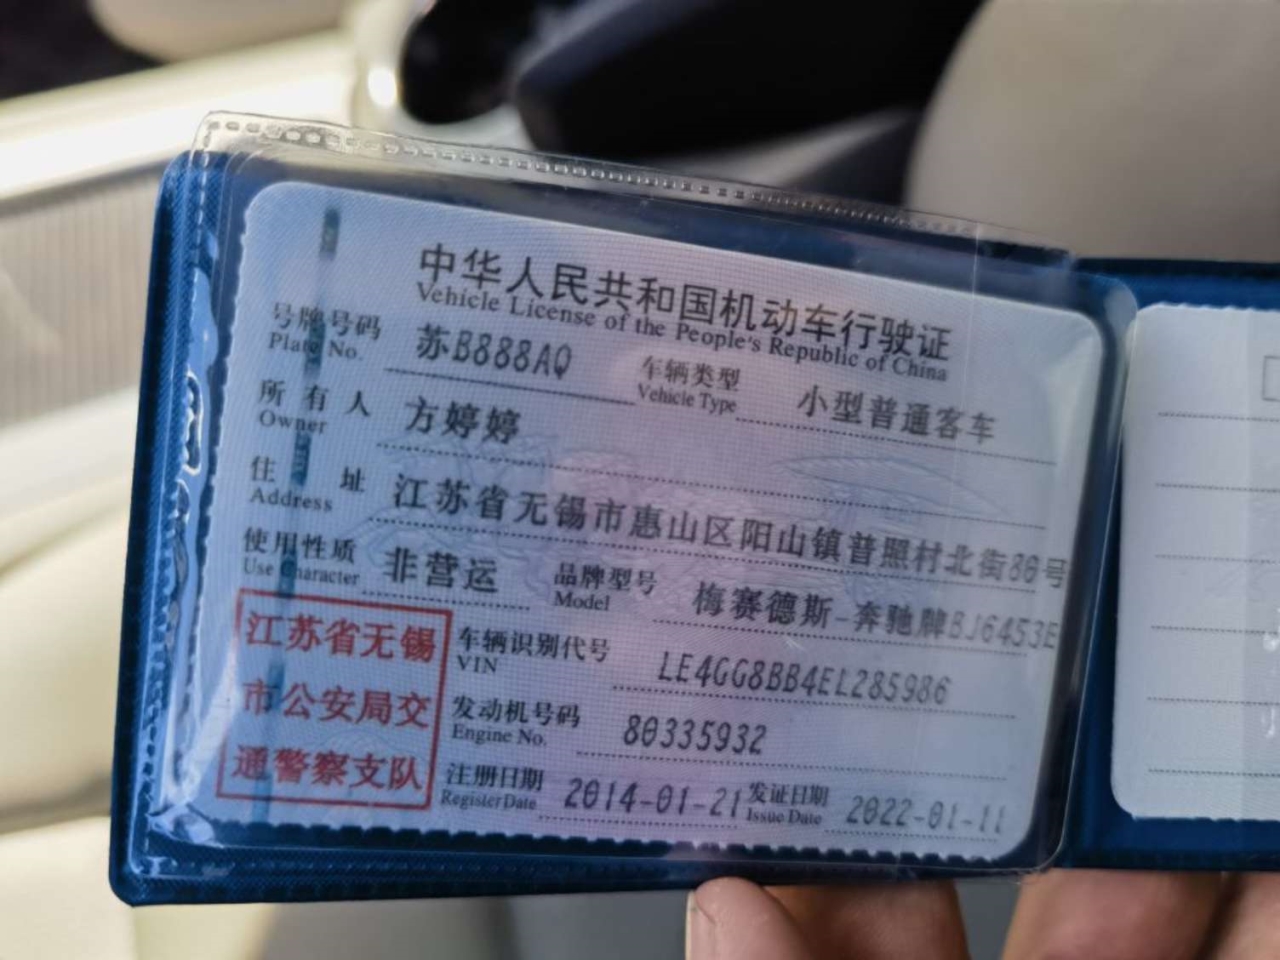 中华人民共和国机动车行驶证
Vehicle License of the People's Republic of China
号牌号码 苏B888AQ 车辆类型 小型普通客车
Plate No. Vehicle Type
所有人 方婷婷
Owner
住址 江苏省无锡市惠山区阳山镇普照村北街80号
Address
使用性质 非营运 品牌型号 梅赛德斯-奔驰牌BJ6453E
Use Character Model
江苏省无锡
市公安局交
通警察支队
车辆识别代号 LE4GG8BB4EL285986
VIN
发动机号码 80335932
Engine No.
注册日期 2014-01-21 发证日期 2022-01-11
Register Date Issue Date